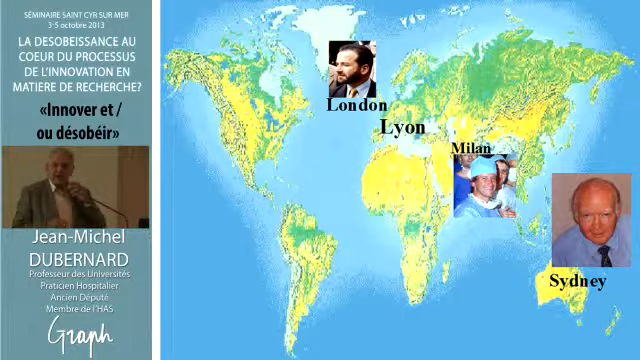 SÉMINAIRE SAINT CYR SUR MER
3-5 octobre 2013
LA DESOBEISSANCE AU
COEUR DU PROCESSUS
DE L'INNOVATION EN
MATIERE DE RECHERCHE?
«Innover et /
ou désobéir»
Jean-Michel
DUBERNARD
Professeur des Universités
Praticien Hospitalier
Ancien Député
Membre de l'HAS
Graph
London
Lyon
Milan
Sydney